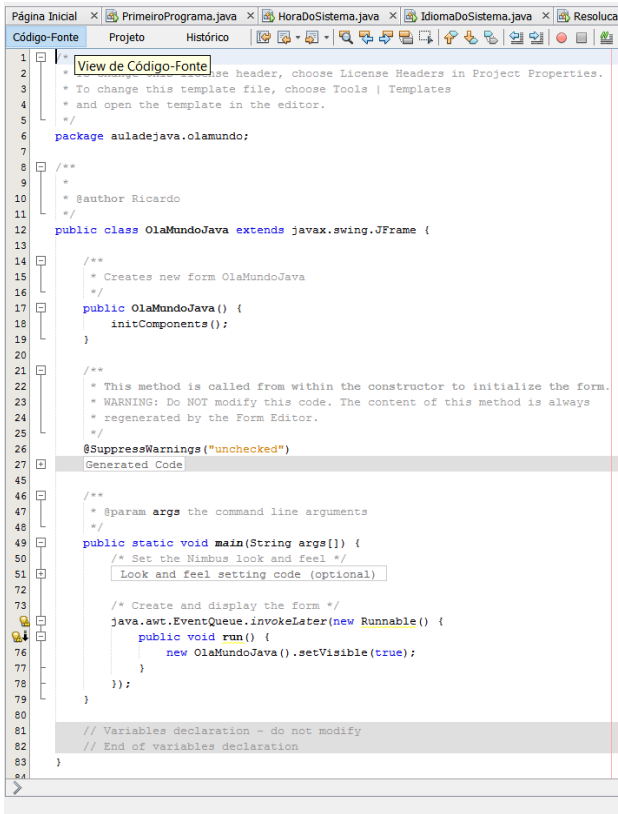 Página Inicial × PrimeiroPrograma.java × HoraDoSistema.java × IdiomaDoSistema.java × Resoluca
Código-Fonte Projeto Histórico
View de Código-Fonte
1 /*
2 * To change this license header, choose License Headers in Project Properties.
3 * To change this template file, choose Tools | Templates
4 * and open the template in the editor.
5 */
6 package auladejava.olamundo;
7
8 /**
9 *
10 * @author Ricardo
11 */
12 public class OlaMundoJava extends javax.swing.JFrame {
13
14 /**
15 * Creates new form OlaMundoJava
16 */
17 public OlaMundoJava() {
18 initComponents();
19 }
20
21 /**
22 * This method is called from within the constructor to initialize the form.
23 * WARNING: Do NOT modify this code. The content of this method is always
24 * regenerated by the Form Editor.
25 */
26 @SuppressWarnings("unchecked")
27 Generated Code
45
46 /**
47 * @param args the command line arguments
48 */
49 public static void main(String args[]) {
50 /* Set the Nimbus look and feel */
51 Look and feel setting code (optional)
72
73 /* Create and display the form */
java.awt.EventQueue.invokeLater(new Runnable() {
public void run() {
76 new OlaMundoJava().setVisible(true);
77 }
78 });
79 }
80
81 // Variables declaration - do not modify
82 // End of variables declaration
83 }
84